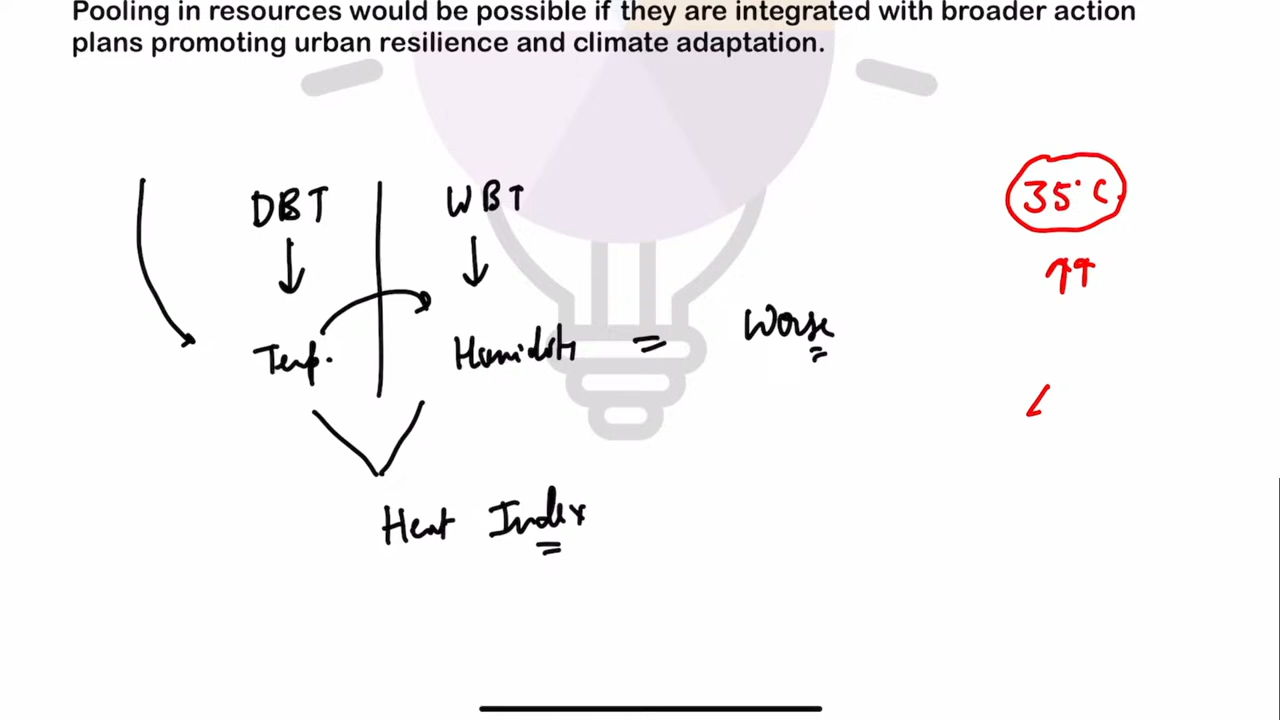 Pooling in resources would be possible if they are integrated with broader action
plans promoting urban resilience and climate adaptation.
DBT WBT 35°C
Temp. Humidity = Worse
Heat Index